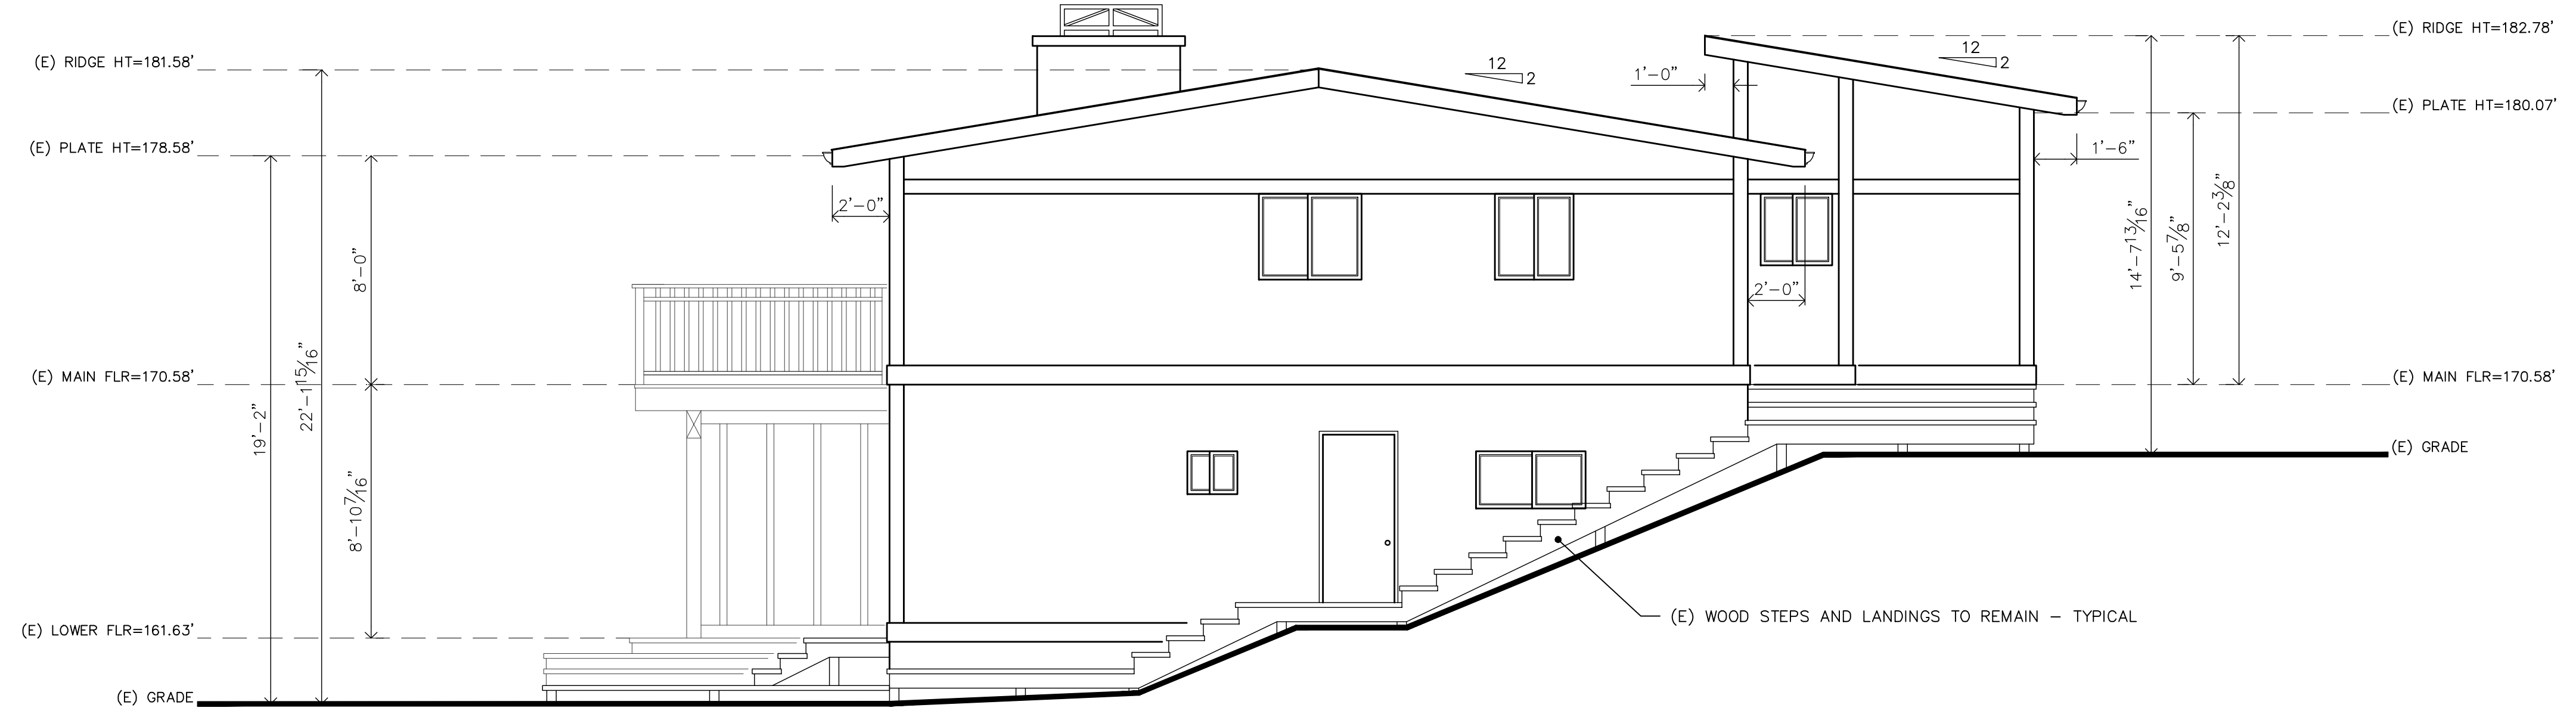 (E) RIDGE HT=182.78'
(E) RIDGE HT=181.58'
12
2
12
2
1'-0"
(E) PLATE HT=180.07'
(E) PLATE HT=178.58'
1'-6"
2'-0"
8'-0"
14'-7 13/16"
9'-5 7/8"
12'-2 3/8"
2'-0"
(E) MAIN FLR=170.58'
(E) MAIN FLR=170.58'
19'-2"
22'-1 15/16"
(E) GRADE
8'-10 7/16"
(E) WOOD STEPS AND LANDINGS TO REMAIN – TYPICAL
(E) LOWER FLR=161.63'
(E) GRADE